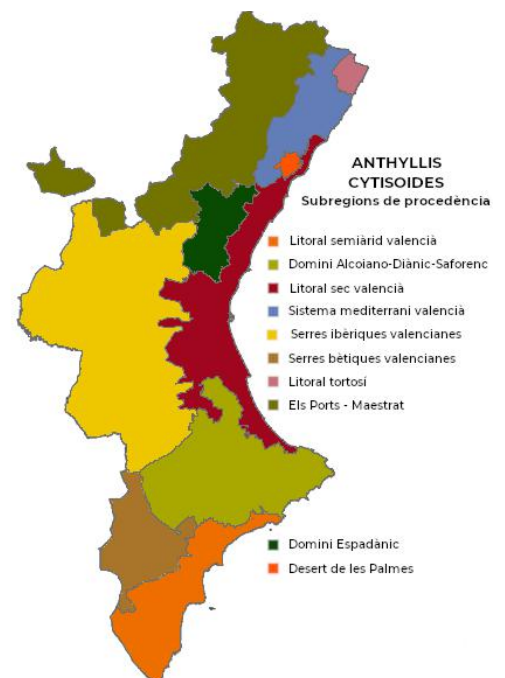 ANTHYLLIS
CYTISOIDES
Subregions de procedència
Litoral semiàrid valencià
Domini Alcoiano-Diànic-Saforenc
Litoral sec valencià
Sistema mediterrani valencià
Serres ibèriques valencianes
Serres bètiques valencianes
Litoral tortosí
Els Ports - Maestrat
Domini Espadànic
Desert de les Palmes